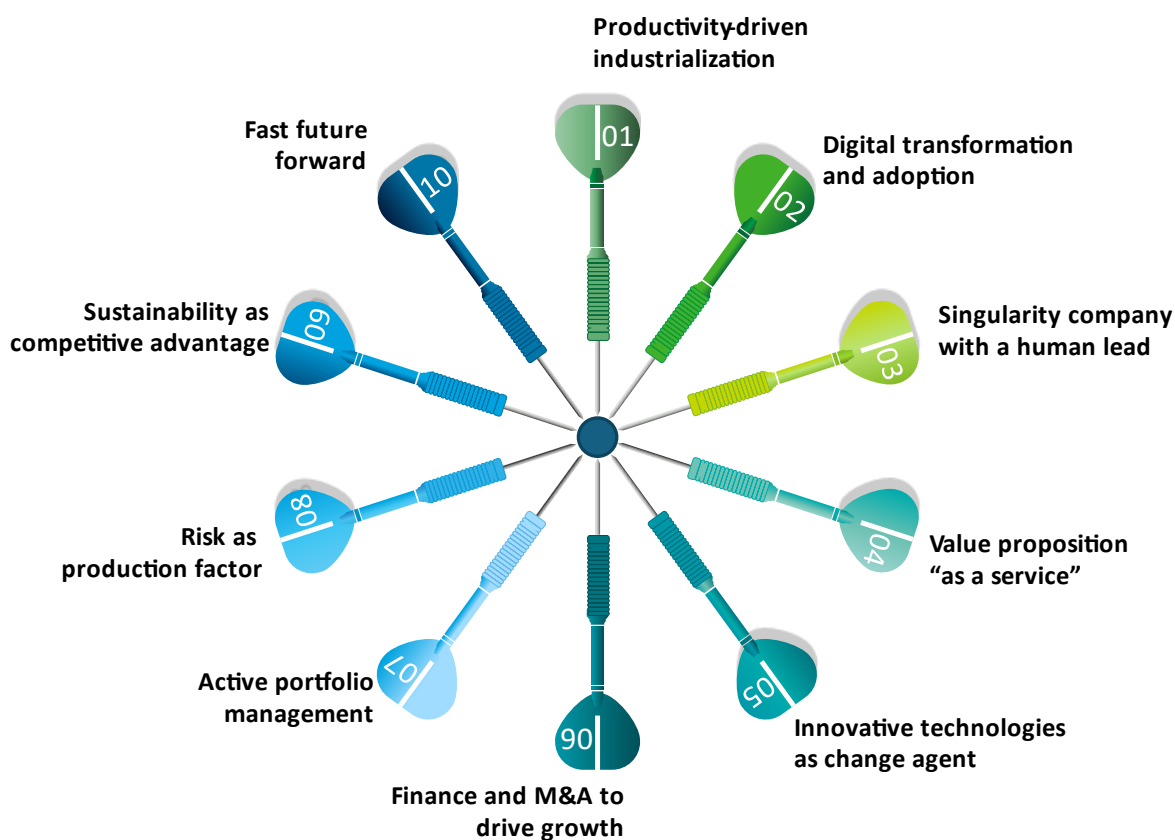 Productivity-driven
industrialization
01
Digital transformation
and adoption
02
Singularity company
with a human lead
03
Value proposition
“as a service”
04
Innovative technologies
as change agent
05
Finance and M&A to
drive growth
06
Active portfolio
management
07
Risk as
production factor
08
Sustainability as
competitive advantage
09
Fast future
forward
10